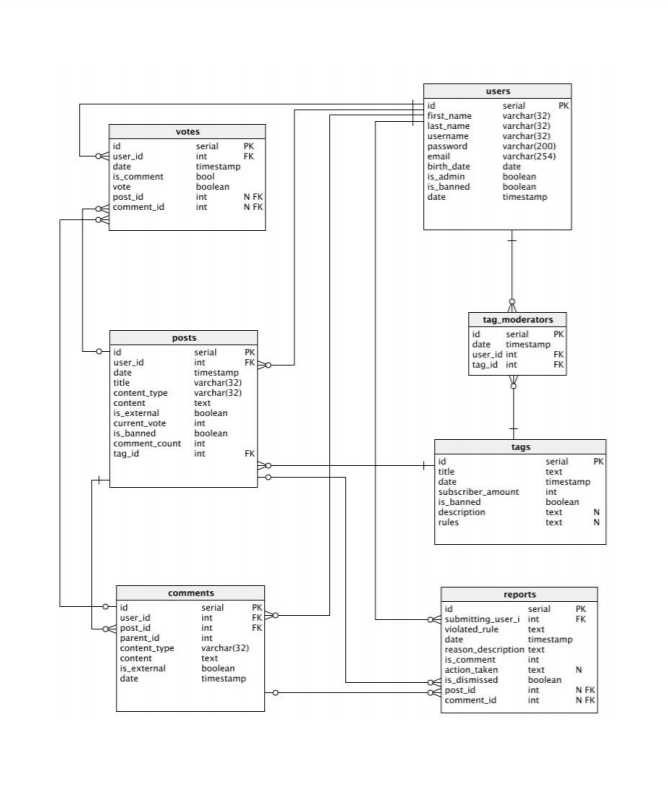 users
id serial PK
first_name varchar(32)
last_name varchar(32)
username varchar(32)
password varchar(200)
email varchar(254)
birth_date date
is_admin boolean
is_banned boolean
date timestamp
votes
id serial PK
user_id int FK
date timestamp
is_comment bool
vote boolean
post_id int N FK
comment_id int N FK
tag_moderators
id serial PK
date timestamp
user_id int FK
tag_id int FK
posts
id serial PK
user_id int FK
date timestamp
title varchar(32)
content_type varchar(32)
content text
is_external boolean
current_vote int
is_banned boolean
comment_count int
tag_id int FK
tags
id serial PK
title text
date timestamp
subscriber_amount int
is_banned boolean
description text N
rules text N
comments
id serial PK
user_id int FK
post_id int FK
parent_id int
content_type varchar(32)
content text
is_external boolean
date timestamp
reports
id serial PK
submitting_user_i int FK
violated_rule text
date timestamp
reason_description text
is_comment int
action_taken text N
is_dismissed boolean
post_id int N FK
comment_id int N FK